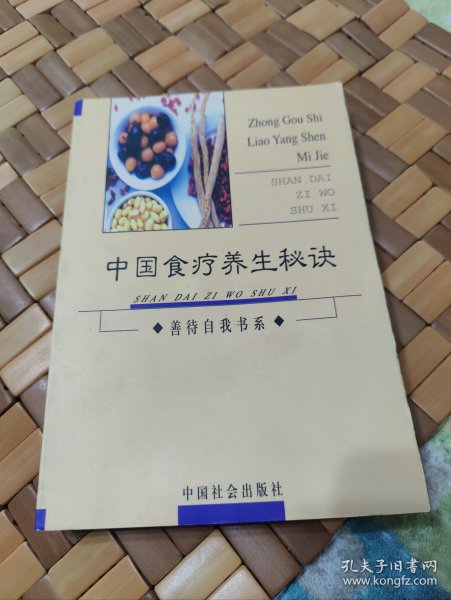 Zhong Gou Shi
Liao Yang Shen
Mi Jie
SHAN DAI
ZI WO
SHU XI
中国食疗养生秘诀
SHAN DAI ZI WO SHU XI
◆善待自我书系◆
中国社会出版社
孔夫子旧书网
www.kongfz.com